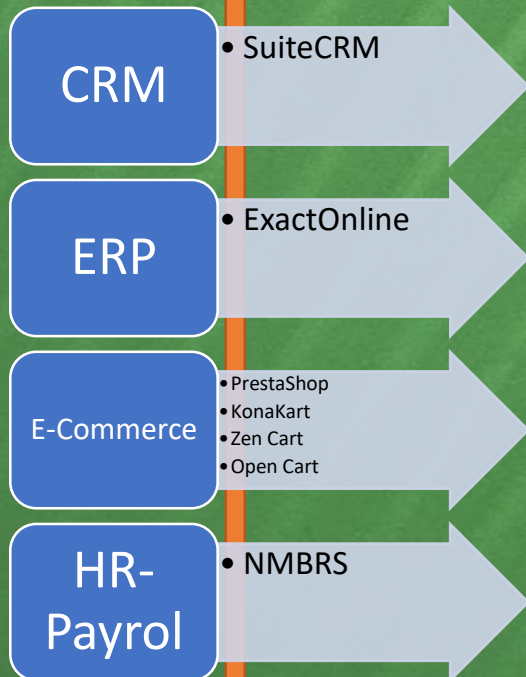 CRM
• SuiteCRM
ERP
• ExactOnline
E-Commerce
• PrestaShop
• KonaKart
• Zen Cart
• Open Cart
HR-
Payrol
• NMBRS